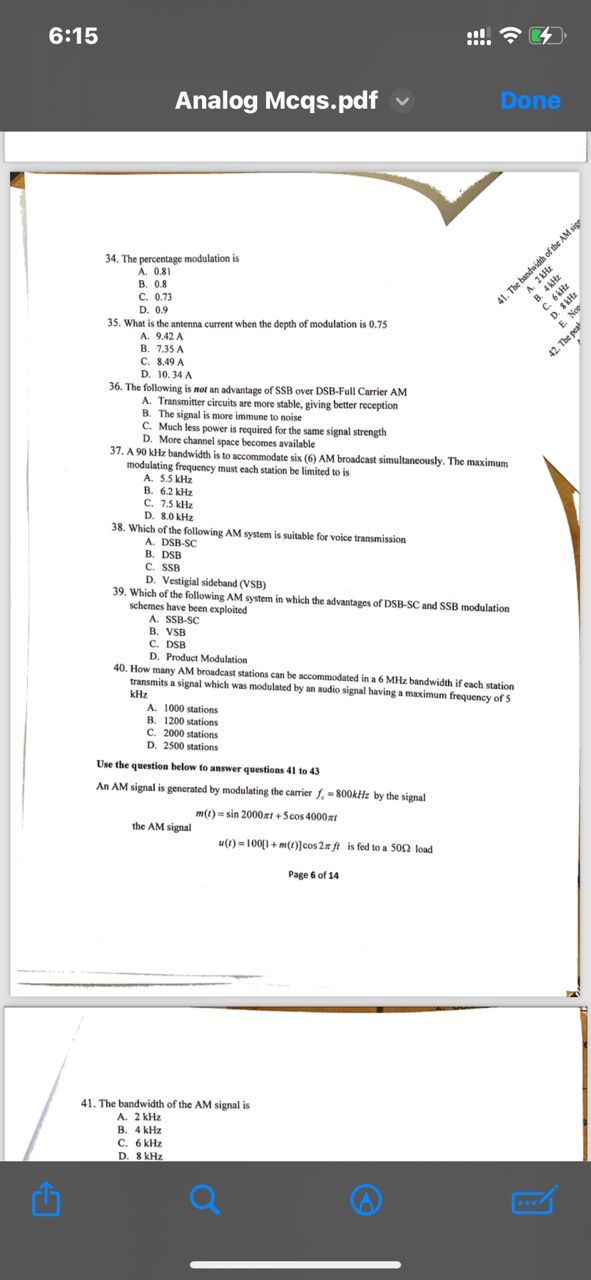 6:15
Analog Mcqs.pdf
Done
34. The percentage modulation is
A. 0.81
B. 0.8
C. 0.73
D. 0.9
35. What is the antenna current when the depth of modulation is 0.75
A. 9.42 A
B. 7.35 A
C. 8.49 A
D. 10. 34 A
36. The following is not an advantage of SSB over DSB-Full Carrier AM
A. Transmitter circuits are more stable, giving better reception
B. The signal is more immune to noise
C. Much less power is required for the same signal strength
D. More channel space becomes available
37. A 90 kHz bandwidth is to accommodate six (6) AM broadcast simultaneously. The maximum
modulating frequency must each station be limited to is
A. 5.5 kHz
B. 6.2 kHz
C. 7.5 kHz
D. 8.0 kHz
38. Which of the following AM system is suitable for voice transmission
A. DSB-SC
B. DSB
C. SSB
D. Vestigial sideband (VSB)
39. Which of the following AM system in which the advantages of DSB-SC and SSB modulation
schemes have been exploited
A. SSB-SC
B. VSB
C. DSB
D. Product Modulation
40. How many AM broadcast stations can be accommodated in a 6 MHz bandwidth if each station
transmits a signal which was modulated by an audio signal having a maximum frequency of 5
kHz
A. 1000 stations
B. 1200 stations
C. 2000 stations
D. 2500 stations
Use the question below to answer questions 41 to 43
An AM signal is generated by modulating the carrier f_c = 800kHz by the signal
m(t) = sin 2000πt + 5 cos 4000πt
the AM signal
u(t) = 100[1 + m(t)]cos 2π ft is fed to a 50Ω load
Page 6 of 14
41. The bandwidth of the AM
A. 2 kHz
B. 4 kHz
C. 6 kHz
D. 8 kHz
E.
42. The
41. The bandwidth of the AM signal is
A. 2 kHz
B. 4 kHz
C. 6 kHz
D. 8 kHz